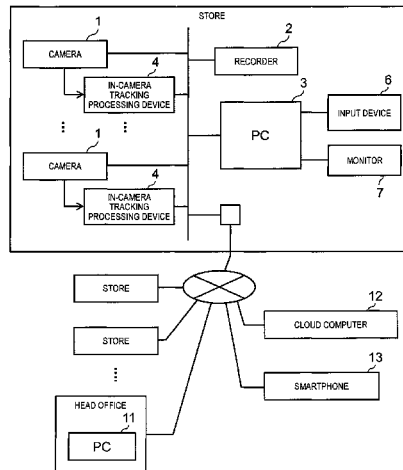 STORE
1
CAMERA
2
RECORDER
4
IN-CAMERA
TRACKING
PROCESSING DEVICE
3
PC
6
INPUT DEVICE
1
CAMERA
MONITOR
7
4
IN-CAMERA
TRACKING
PROCESSING DEVICE
STORE
12
CLOUD COMPUTER
STORE
13
SMARTPHONE
HEAD OFFICE
11
PC